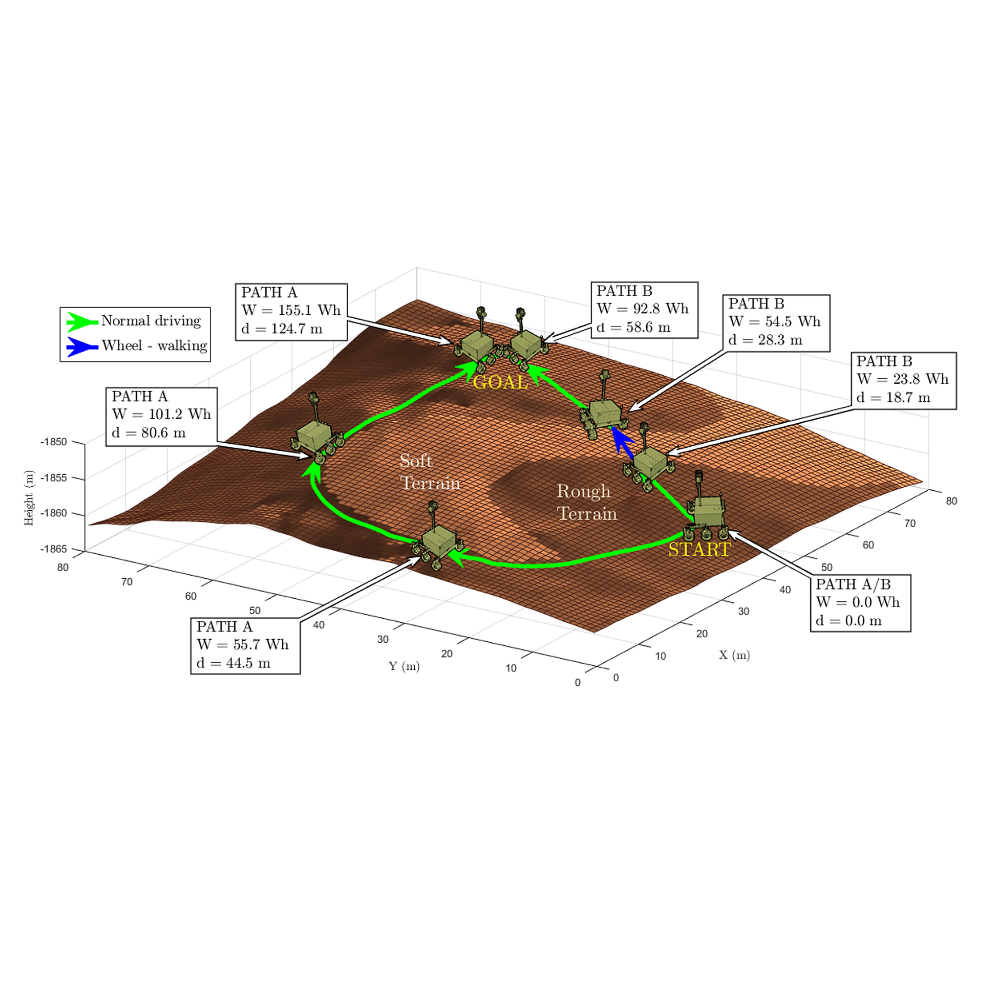 PATH A
W = 155.1 Wh
d = 124.7 m
PATH B
W = 92.8 Wh
d = 58.6 m
PATH B
W = 54.5 Wh
d = 28.3 m
Normal driving
Wheel - walking
PATH B
W = 23.8 Wh
d = 18.7 m
PATH A
W = 101.2 Wh
d = 80.6 m
GOAL
Soft
Terrain
Rough
Terrain
START
PATH A/B
W = 0.0 Wh
d = 0.0 m
PATH A
W = 55.7 Wh
d = 44.5 m
Height (m)
-1850
-1855
-1860
-1865
80
70
60
50
40
30
20
10
0
Y (m)
0
10
20
30
40
50
60
70
80
X (m)